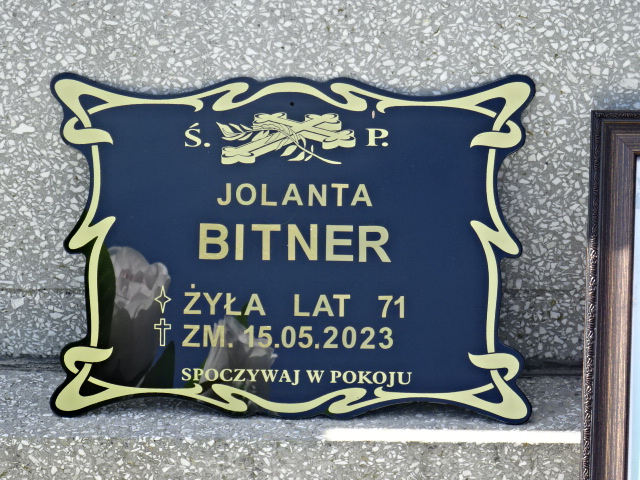 Ś. P.
JOLANTA
BITNER
ŻYŁA LAT 71
ZM. 15.05.2023
SPOCZYWAJ W POKOJU